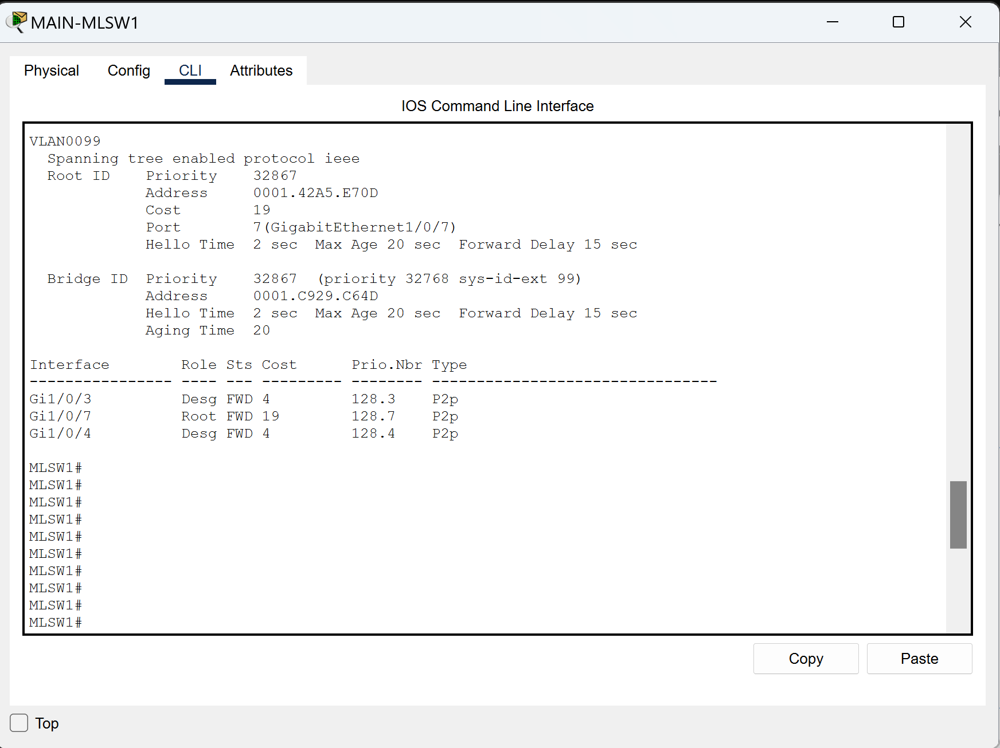 MAIN-MLSW1
Physical Config CLI Attributes
IOS Command Line Interface
VLAN0099
  Spanning tree enabled protocol ieee
  Root ID    Priority    32867
             Address     0001.42A5.E70D
             Cost        19
             Port        7(GigabitEthernet1/0/7)
             Hello Time  2 sec  Max Age 20 sec  Forward Delay 15 sec
  Bridge ID  Priority    32867  (priority 32768 sys-id-ext 99)
             Address     0001.C929.C64D
             Hello Time  2 sec  Max Age 20 sec  Forward Delay 15 sec
             Aging Time  20
Interface        Role Sts Cost      Prio.Nbr Type
---------------- ---- --- --------- -------- --------------------------------
Gi1/0/3          Desg FWD 4         128.3    P2p
Gi1/0/7          Root FWD 19        128.7    P2p
Gi1/0/4          Desg FWD 4         128.4    P2p
MLSW1#
MLSW1#
MLSW1#
MLSW1#
MLSW1#
MLSW1#
MLSW1#
MLSW1#
MLSW1#
MLSW1#
Copy Paste
Top